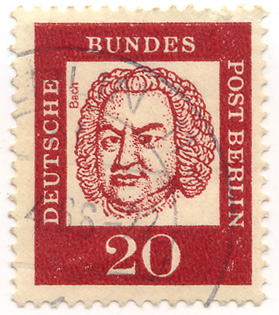 DEUTSCHE
BUNDES
POST BERLIN
Bach
20